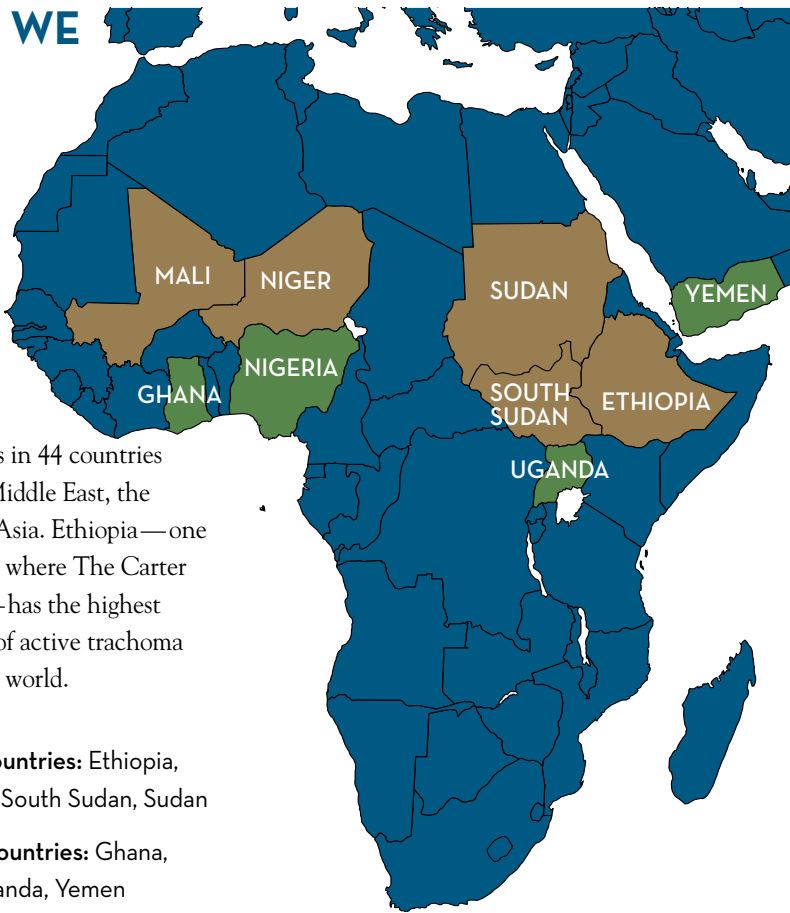 WE
MALI
NIGER
SUDAN
YEMEN
NIGERIA
GHANA
SOUTH
SUDAN
ETHIOPIA
UGANDA
s in 44 countries
Middle East, the
Asia. Ethiopia — one
where The Carter
– has the highest
of active trachoma
world.
ountries: Ethiopia,
South Sudan, Sudan
ountries: Ghana,
anda, Yemen